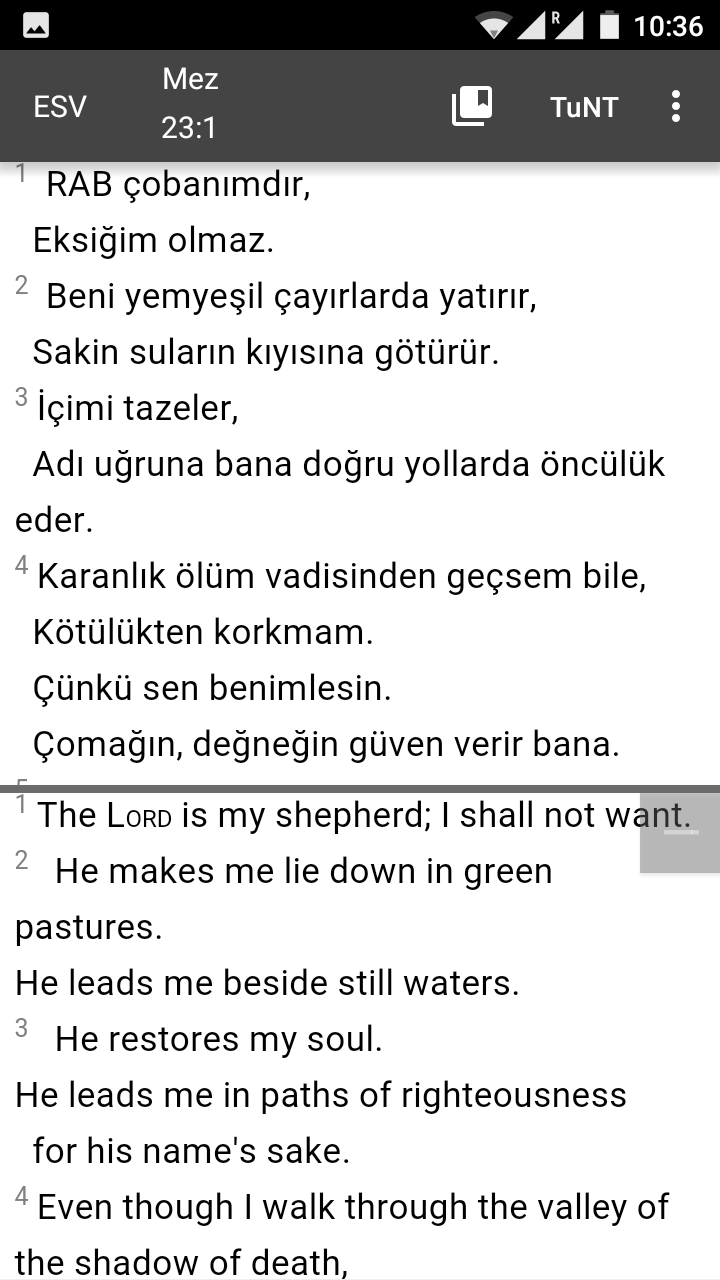 R
10:36
ESV
Mez
23:1
TuNT
1 RAB çobanımdır,
Eksiğim olmaz.
2 Beni yemyeşil çayırlarda yatırır,
Sakin suların kıyısına götürür.
3 İçimi tazeler,
Adı uğruna bana doğru yollarda öncülük
eder.
4 Karanlık ölüm vadisinden geçsem bile,
Kötülükten korkmam.
Çünkü sen benimlesin.
Çomağın, değneğin güven verir bana.
1 The LORD is my shepherd; I shall not want.
2 He makes me lie down in green
pastures.
He leads me beside still waters.
3 He restores my soul.
He leads me in paths of righteousness
for his name's sake.
4 Even though I walk through the valley of
the shadow of death,